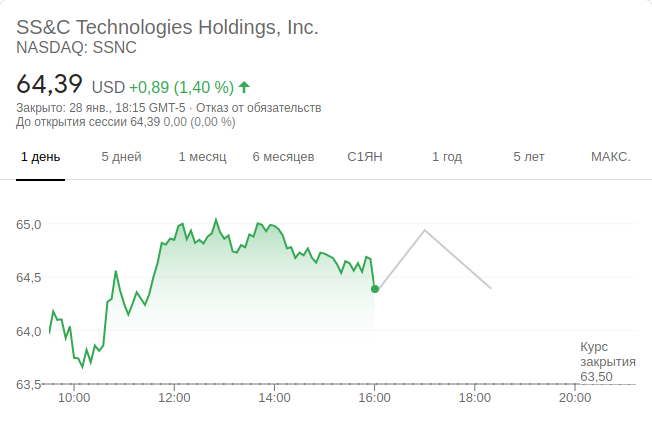 SS&C Technologies Holdings, Inc.
NASDAQ: SSNC
64,39 USD +0,89 (1,40 %)
Закрыто: 28 янв., 18:15 GMT-5 · Отказ от обязательств
До открытия сессии 64,39 0,00 (0,00 %)
1 день 5 дней 1 месяц 6 месяцев С1ЯН 1 год 5 лет МАКС.
65,0
64,5
64,0
Курс
закрытия
63,50
63,5
10:00 12:00 14:00 16:00 18:00 20:00